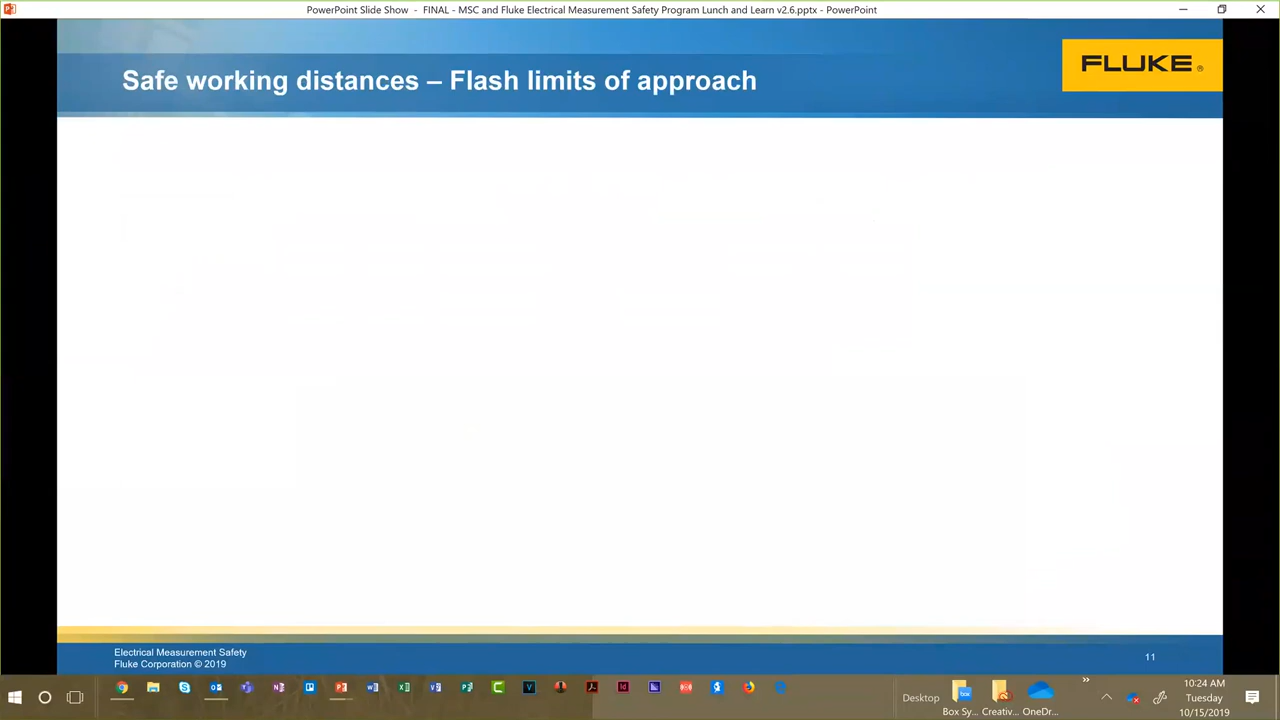 PowerPoint Slide Show - FINAL - MSC and Fluke Electrical Measurement Safety Program Lunch and Learn v2.6.pptx - PowerPoint
Safe working distances – Flash limits of approach
FLUKE®
Electrical Measurement Safety
Fluke Corporation © 2019
11
Desktop
Box Sy...
Creativ...
OneDr...
10:24 AM
Tuesday
10/15/2019